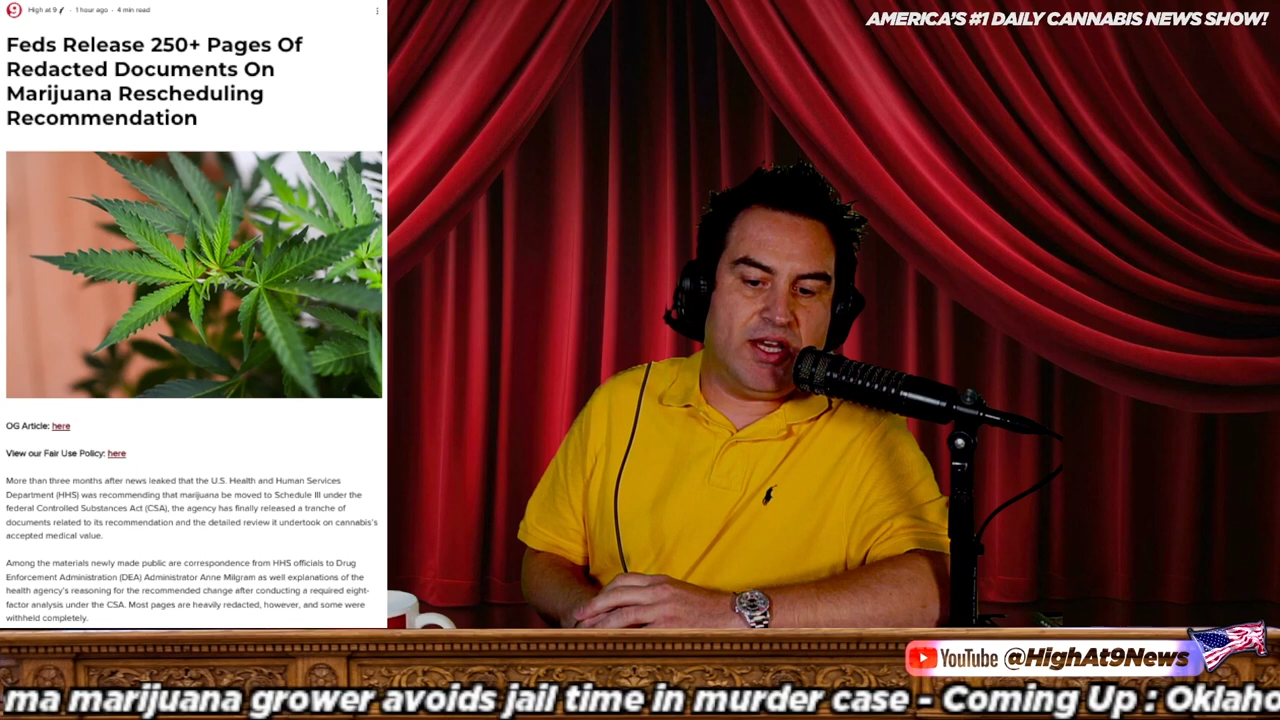 High at 9 · 1 hour ago · 4 min read
Feds Release 250+ Pages Of
Redacted Documents On
Marijuana Rescheduling
Recommendation
OG Article: here
View our Fair Use Policy: here
More than three months after news leaked that the U.S. Health and Human Services
Department (HHS) was recommending that marijuana be moved to Schedule III under the
federal Controlled Substances Act (CSA), the agency has finally released a tranche of
documents related to its recommendation and the detailed review it undertook on cannabis's
accepted medical value.
Among the materials newly made public are correspondence from HHS officials to Drug
Enforcement Administration (DEA) Administrator Anne Milgram as well explanations of the
health agency's reasoning for the recommended change after conducting a required eight-
factor analysis under the CSA. Most pages are heavily redacted, however, and some were
withheld completely.
AMERICA'S #1 DAILY CANNABIS NEWS SHOW!
YouTube @HighAt9News
ma marijuana grower avoids jail time in murder case - Coming Up : Oklaho